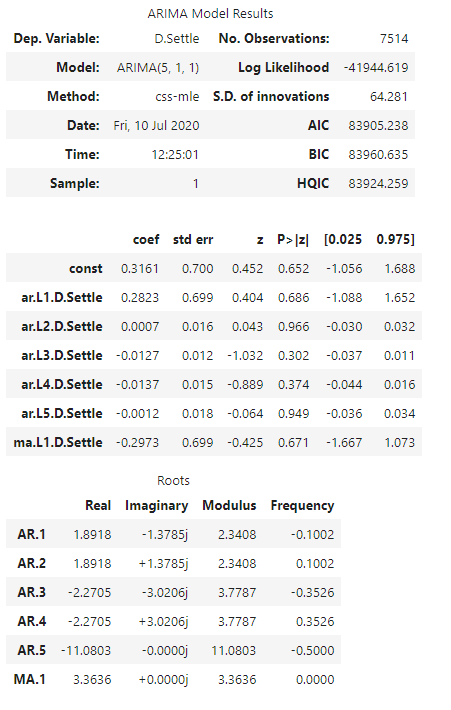 ARIMA Model Results
Dep. Variable: D.Settle No. Observations: 7514
Model: ARIMA(5, 1, 1) Log Likelihood -41944.619
Method: css-mle S.D. of innovations 64.281
Date: Fri, 10 Jul 2020 AIC 83905.238
Time: 12:25:01 BIC 83960.635
Sample: 1 HQIC 83924.259
coef std err z P>|z| [0.025 0.975]
const 0.3161 0.700 0.452 0.652 -1.056 1.688
ar.L1.D.Settle 0.2823 0.699 0.404 0.686 -1.088 1.652
ar.L2.D.Settle 0.0007 0.016 0.043 0.966 -0.030 0.032
ar.L3.D.Settle -0.0127 0.012 -1.032 0.302 -0.037 0.011
ar.L4.D.Settle -0.0137 0.015 -0.889 0.374 -0.044 0.016
ar.L5.D.Settle -0.0012 0.018 -0.064 0.949 -0.036 0.034
ma.L1.D.Settle -0.2973 0.699 -0.425 0.671 -1.667 1.073
Roots
Real Imaginary Modulus Frequency
AR.1 1.8918 -1.3785j 2.3408 -0.1002
AR.2 1.8918 +1.3785j 2.3408 0.1002
AR.3 -2.2705 -3.0206j 3.7787 -0.3526
AR.4 -2.2705 +3.0206j 3.7787 0.3526
AR.5 -11.0803 -0.0000j 11.0803 -0.5000
MA.1 3.3636 +0.0000j 3.3636 0.0000